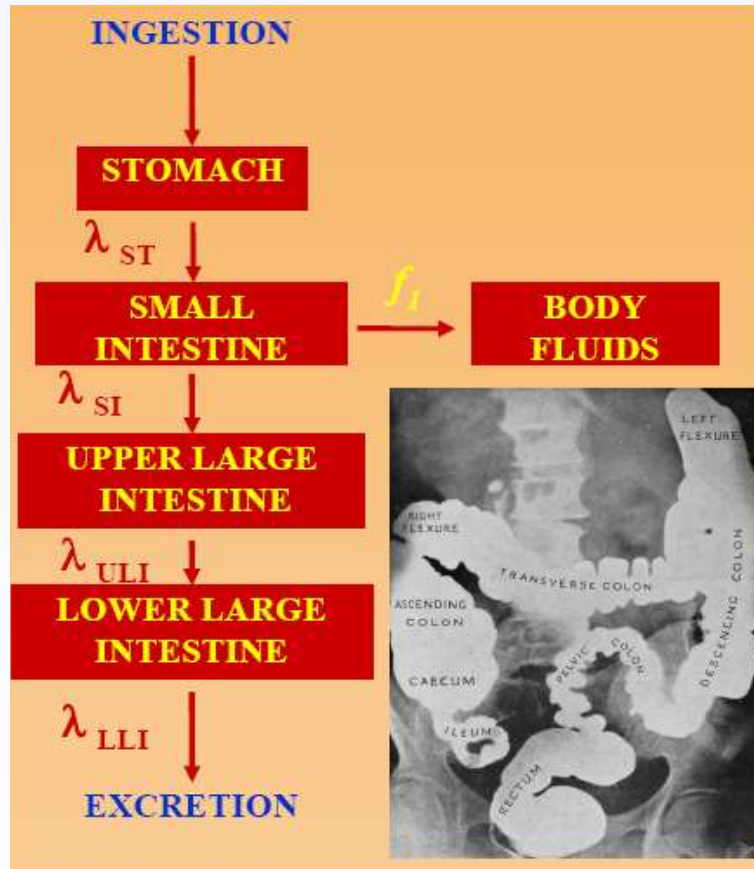 INGESTION
STOMACH
λ ST
SMALL
INTESTINE
f1
BODY
FLUIDS
λ SI
UPPER LARGE
INTESTINE
λ ULI
LOWER LARGE
INTESTINE
λ LLI
EXCRETION
LEFT
FLEXURE
RIGHT
FLEXURE
TRANSVERSE COLON
DESCENDING COLON
ASCENDING
COLON
PELVIC COLON
CAECUM
ILEUM
RECTUM